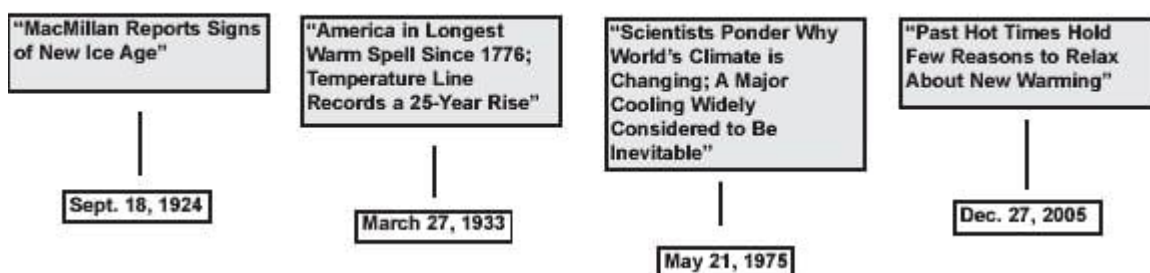 “MacMillan Reports Signs
of New Ice Age”
Sept. 18, 1924
“America in Longest
Warm Spell Since 1776;
Temperature Line
Records a 25-Year Rise”
March 27, 1933
“Scientists Ponder Why
World’s Climate is
Changing; A Major
Cooling Widely
Considered to Be
Inevitable”
May 21, 1975
“Past Hot Times Hold
Few Reasons to Relax
About New Warming”
Dec. 27, 2005